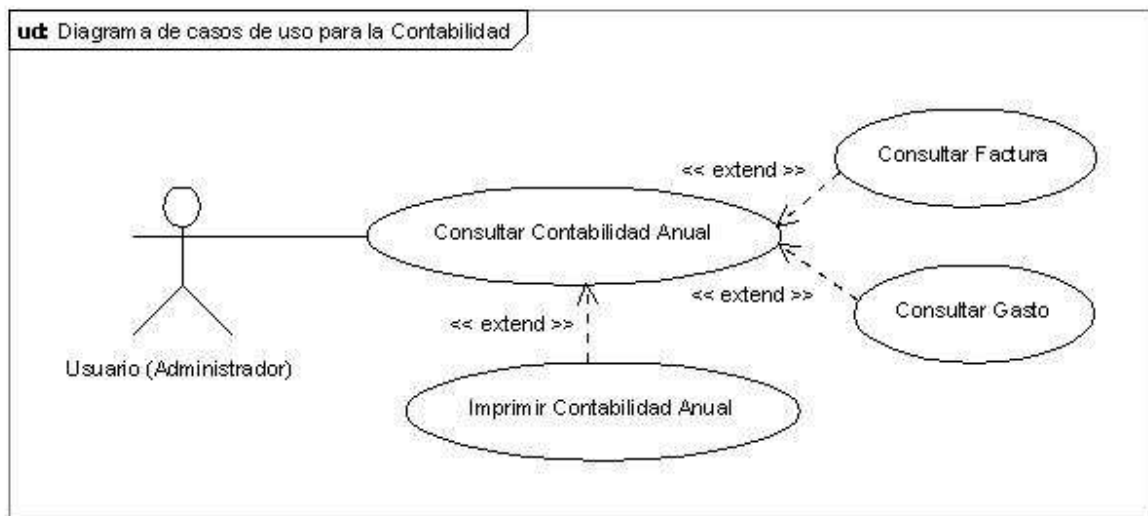 uct Diagrama de casos de uso para la Contabilidad
Consultar Factura
<< extend >>
Consultar Contabilidad Anual
<< extend >>
Consultar Gasto
<< extend >>
Usuario (Administrador)
Imprimir Contabilidad Anual